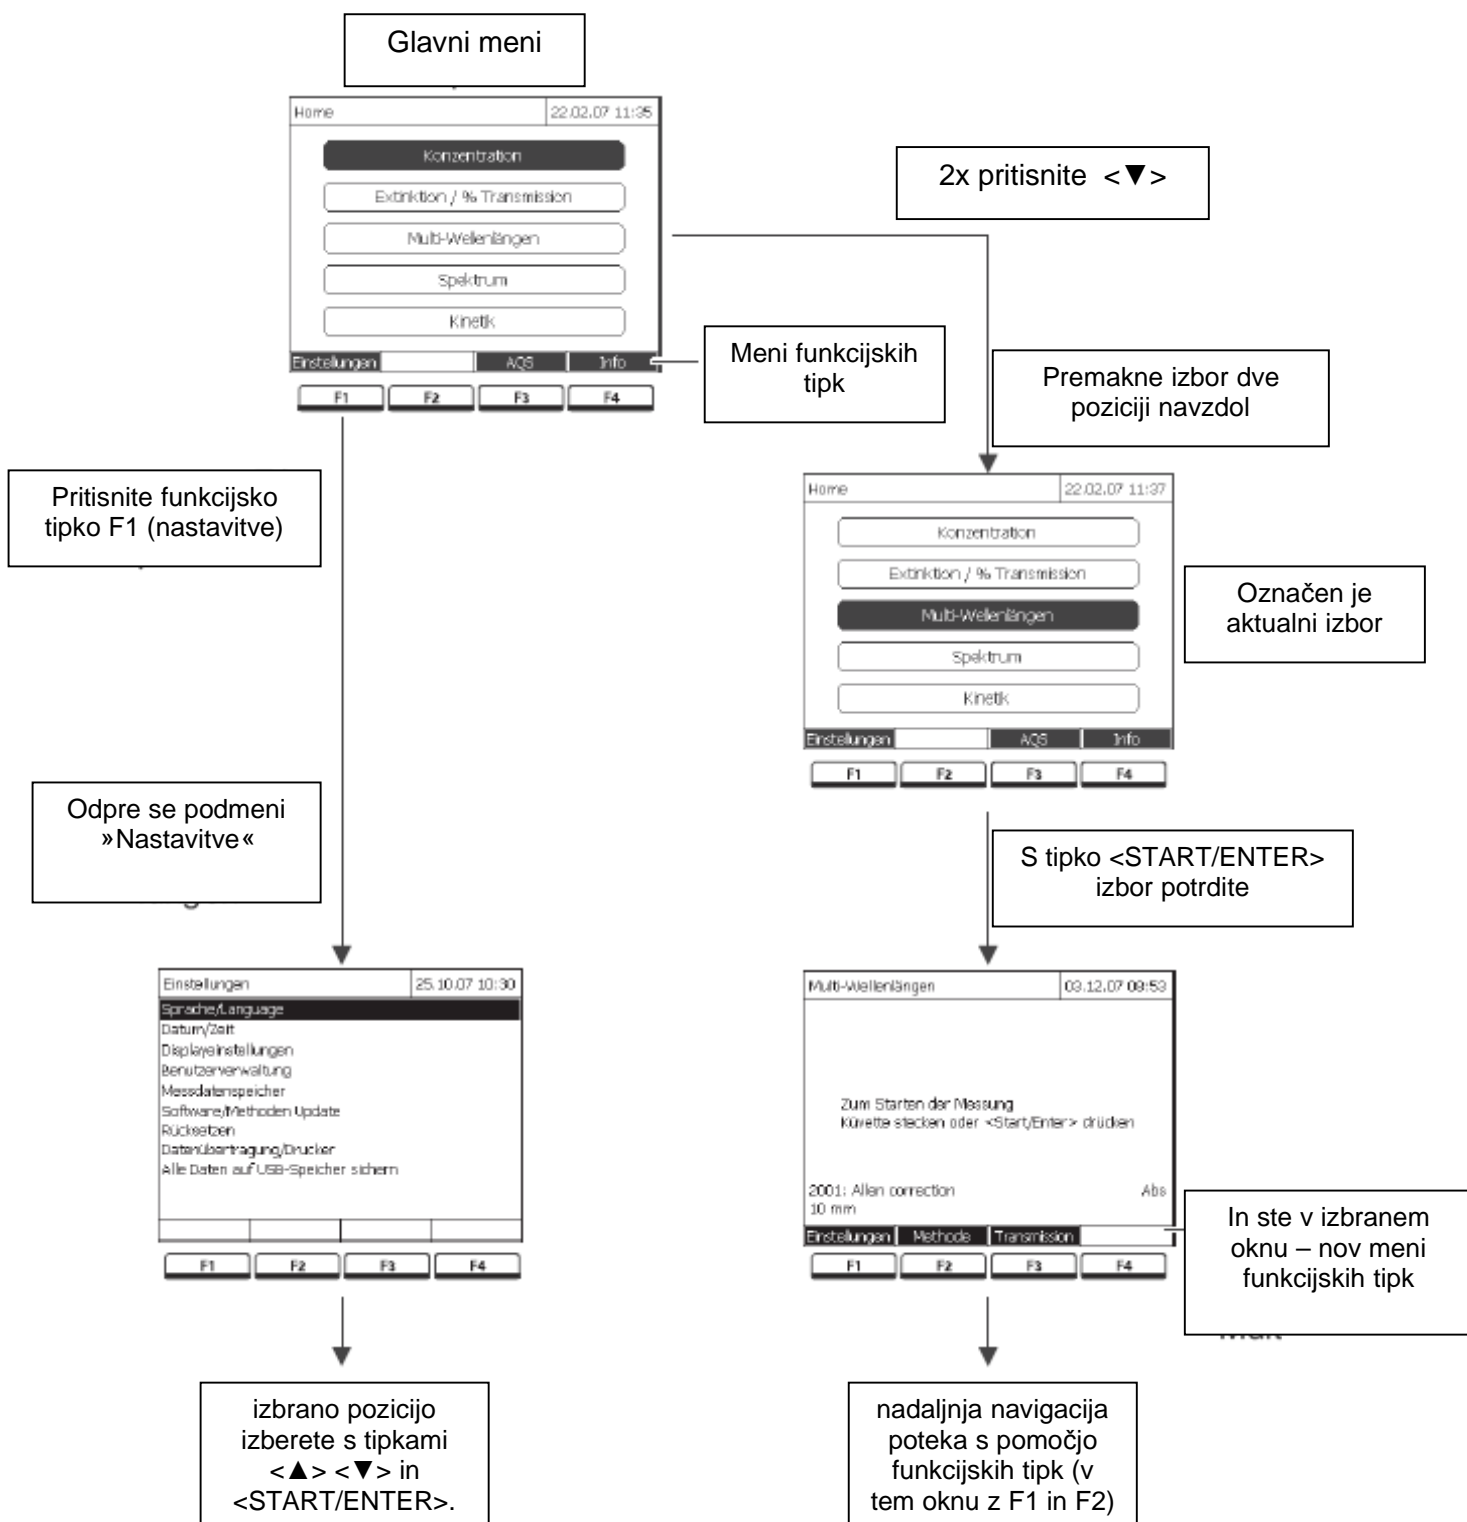 Glavni meni
Home 22.02.07 11:35
Konzentration
Extinktion / % Transmission
Multi-Wellenlängen
Spektrum
Kinetik
Einstellungen AQS Info
F1 F2 F3 F4
2x pritisnite <▼>
Meni funkcijskih
tipk
Premakne izbor dve
poziciji navzdol
Pritisnite funkcijsko
tipko F1 (nastavitve)
Home 22.02.07 11:37
Konzentration
Extinktion / % Transmission
Multi-Wellenlängen
Spektrum
Kinetik
Einstellungen AQS Info
F1 F2 F3 F4
Označen je
aktualni izbor
Odpre se podmeni
»Nastavitve«
S tipko <START/ENTER>
izbor potrdite
Einstellungen 25.10.07 10:30
Sprache/Language
Datum/Zeit
Displayeinstellungen
Benutzerverwaltung
Messdatenspeicher
Software/Methoden Update
Rücksetzen
Datenübertragung/Drucker
Alle Daten auf USB-Speicher sichern
F1 F2 F3 F4
Multi-Wellenlängen 03.12.07 09:53
Zum Starten der Messung
Küvette stecken oder <Start/Enter> drücken
2001: Allen correction Abs
10 mm
Einstellungen Methode Transmission
F1 F2 F3 F4
In ste v izbranem
oknu – nov meni
funkcijskih tipk
izbrano pozicijo
izberete s tipkami
<▲> <▼> in
<START/ENTER>.
nadaljnja navigacija
poteka s pomočjo
funkcijskih tipk (v
tem oknu z F1 in F2)